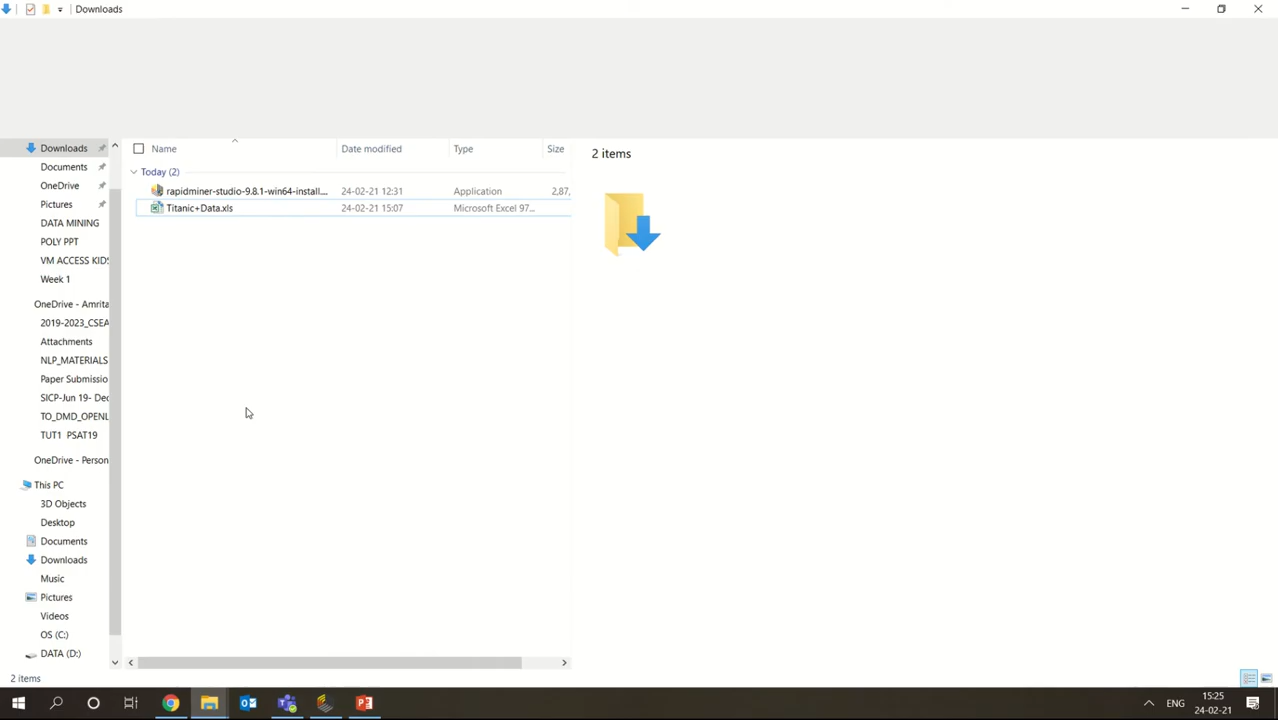 Downloads
Downloads
Documents
OneDrive
Pictures
DATA MINING
POLY PPT
VM ACCESS KIDS
Week 1
OneDrive - Amrita
2019-2023_CSEA
Attachments
NLP_MATERIALS
Paper Submissio
SICP-Jun 19- Dec
TO_DMD_OPENL
TUT1 PSAT19
OneDrive - Person
This PC
3D Objects
Desktop
Documents
Downloads
Music
Pictures
Videos
OS (C:)
DATA (D:)
Name Date modified Type Size
Today (2)
rapidminer-studio-9.8.1-win64-install... 24-02-21 12:31 Application 2,87,
Titanic+Data.xls 24-02-21 15:07 Microsoft Excel 97...
2 items
2 items
ENG
15:25
24-02-21